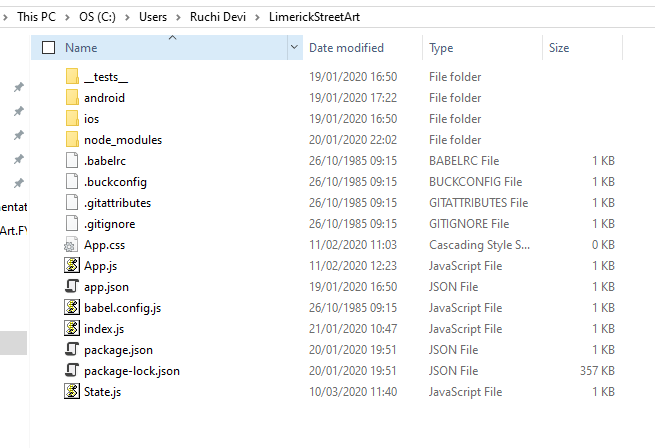 This PC > OS (C:) > Users > Ruchi Devi > LimerickStreetArt
Name Date modified Type Size
__tests__ 19/01/2020 16:50 File folder
android 19/01/2020 17:22 File folder
ios 19/01/2020 16:50 File folder
node_modules 20/01/2020 22:02 File folder
.babelrc 26/10/1985 09:15 BABELRC File 1 KB
.buckconfig 26/10/1985 09:15 BUCKCONFIG File 1 KB
.gitattributes 26/10/1985 09:15 GITATTRIBUTES File 1 KB
.gitignore 26/10/1985 09:15 GITIGNORE File 1 KB
mentat
App.css 11/02/2020 11:03 Cascading Style S... 0 KB
Art.FY
App.js 11/02/2020 12:23 JavaScript File 1 KB
app.json 19/01/2020 16:50 JSON File 1 KB
babel.config.js 26/10/1985 09:15 JavaScript File 1 KB
index.js 21/01/2020 10:47 JavaScript File 1 KB
package.json 20/01/2020 19:51 JSON File 1 KB
package-lock.json 20/01/2020 19:51 JSON File 357 KB
State.js 10/03/2020 11:40 JavaScript File 1 KB